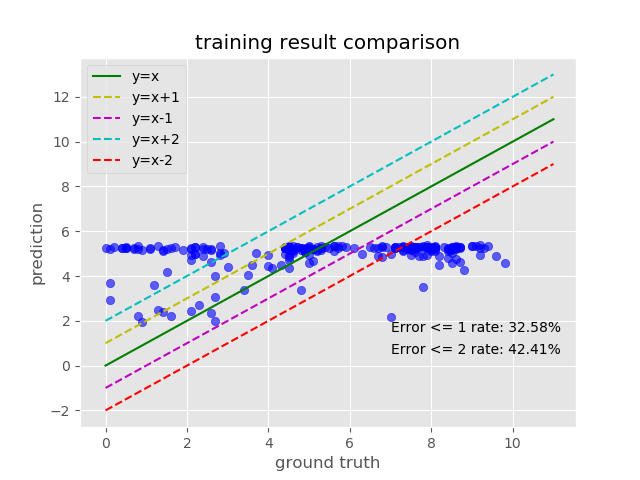 training result comparison
y=x
y=x+1
y=x-1
y=x+2
y=x-2
12
10
8
6
4
2
0
−2
prediction
Error <= 1 rate: 32.58%
Error <= 2 rate: 42.41%
0 2 4 6 8 10
ground truth